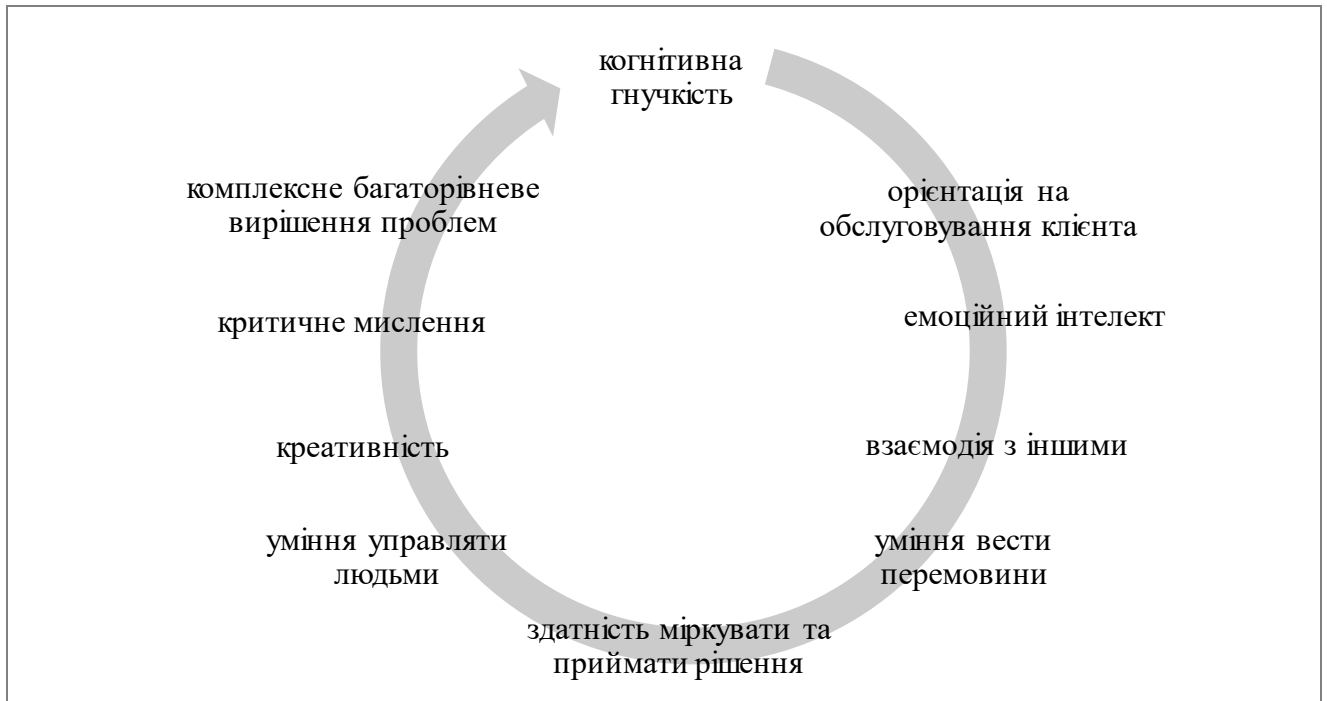 когнітивна
гнучкість
орієнтація на
обслуговування клієнта
емоційний інтелект
взаємодія з іншими
уміння вести
перемовини
здатність міркувати та
приймати рішення
уміння управляти
людьми
креативність
критичне мислення
комплексне багаторівневе
вирішення проблем